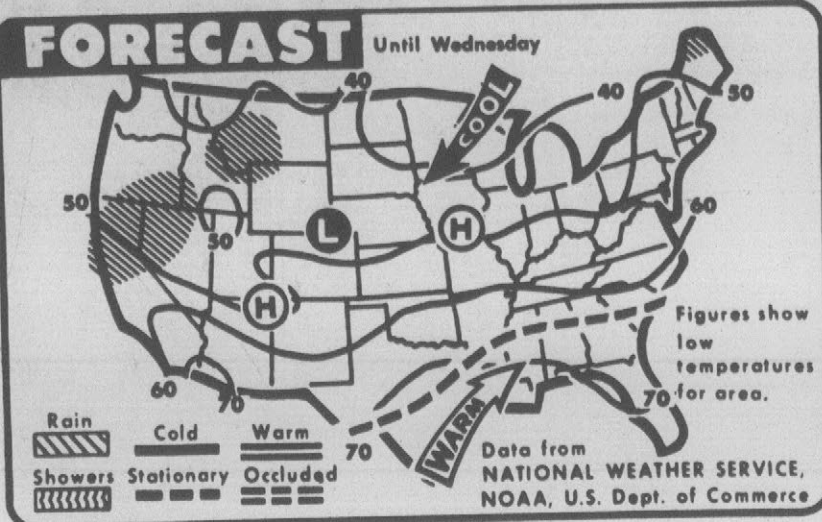 FORECAST
Until Wednesday
40
COOL
40
50
50
50
L
H
60
H
Figures show
low
temperatures
for area.
60
70
70
70
WARM
Rain
Cold
Warm
Showers
Stationary
Occluded
Data from
NATIONAL WEATHER SERVICE,
NOAA, U.S. Dept. of Commerce